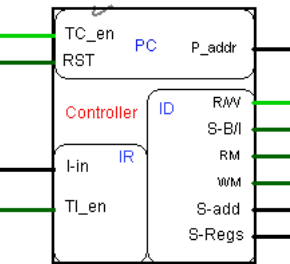 TC_en PC P_addr
RST
Controller ID R/W
S-B/I
I-in IR RM
WM
TI_en S-add
S-Regs